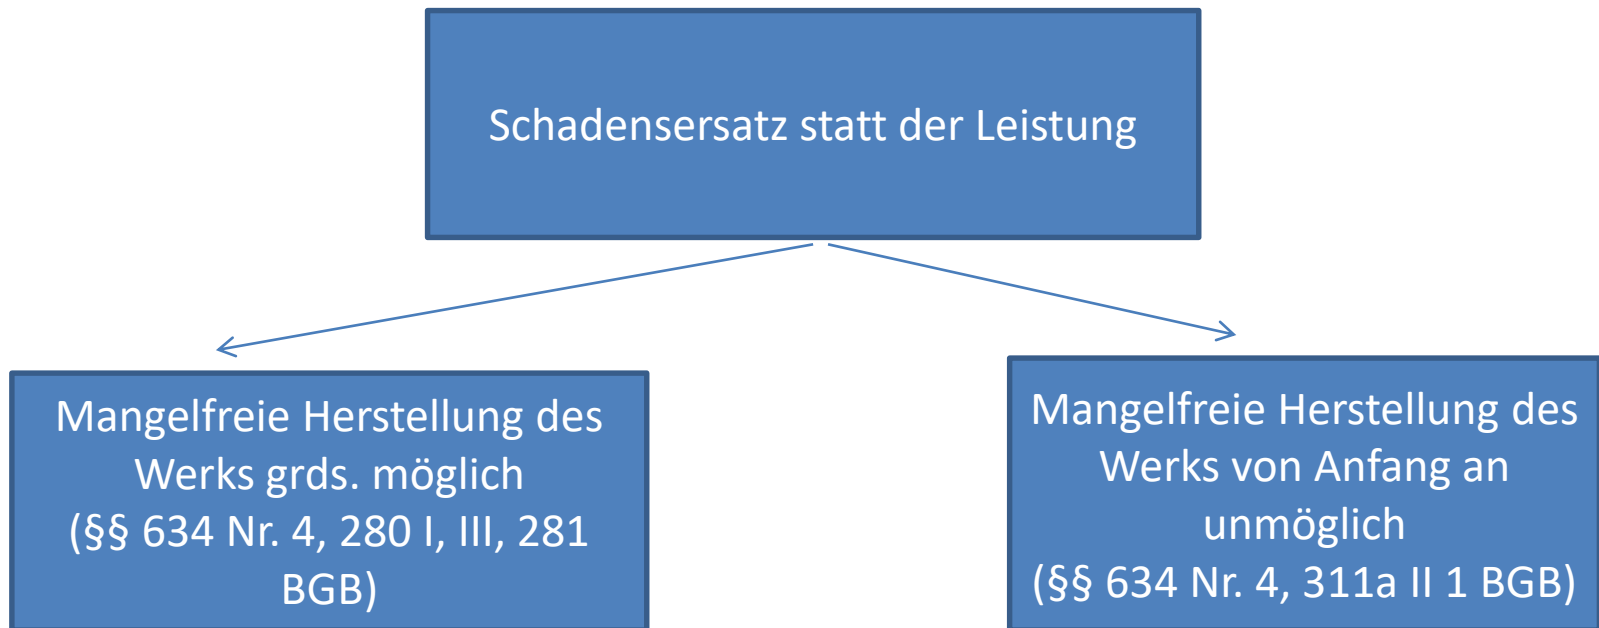 Schadensersatz statt der Leistung
Mangelfreie Herstellung des
Werks grds. möglich
(§§ 634 Nr. 4, 280 I, III, 281
BGB)
Mangelfreie Herstellung des
Werks von Anfang an
unmöglich
(§§ 634 Nr. 4, 311a II 1 BGB)